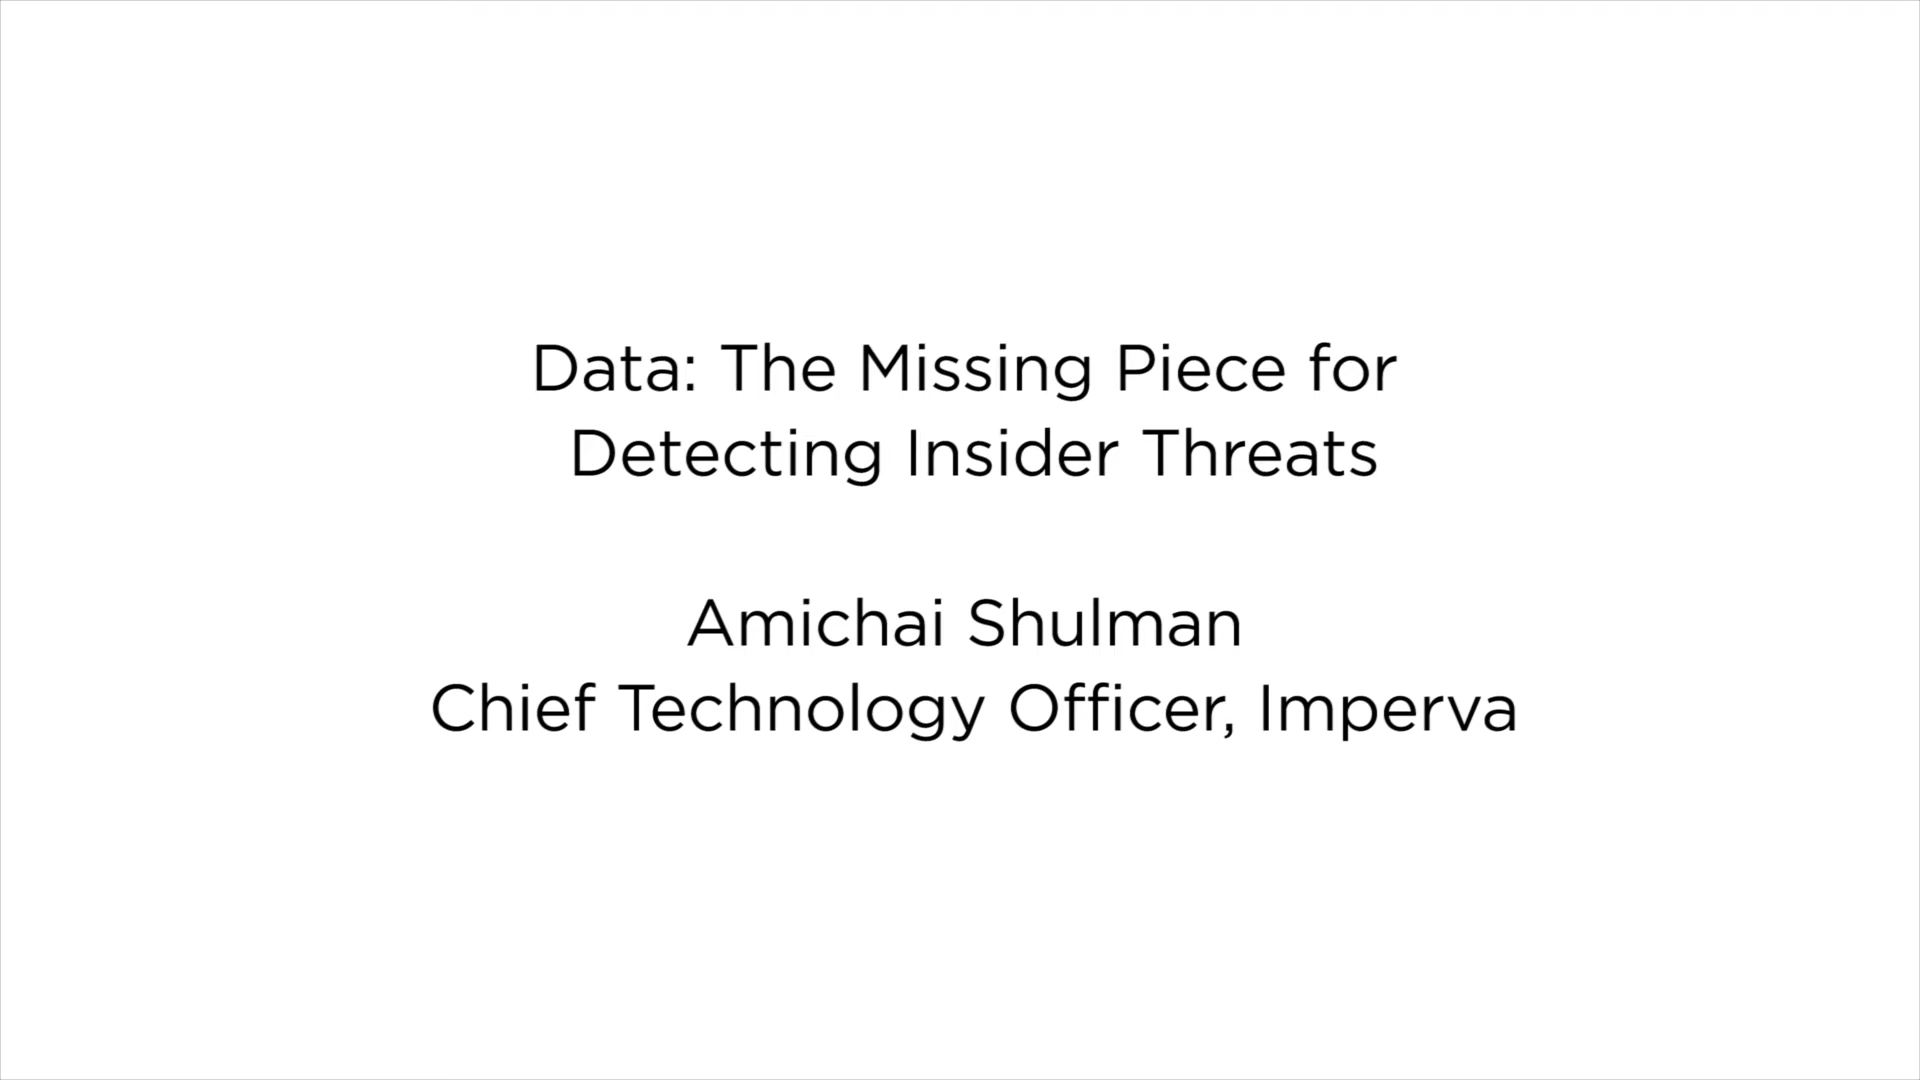 Data: The Missing Piece for
Detecting Insider Threats
Amichai Shulman
Chief Technology Officer, Imperva